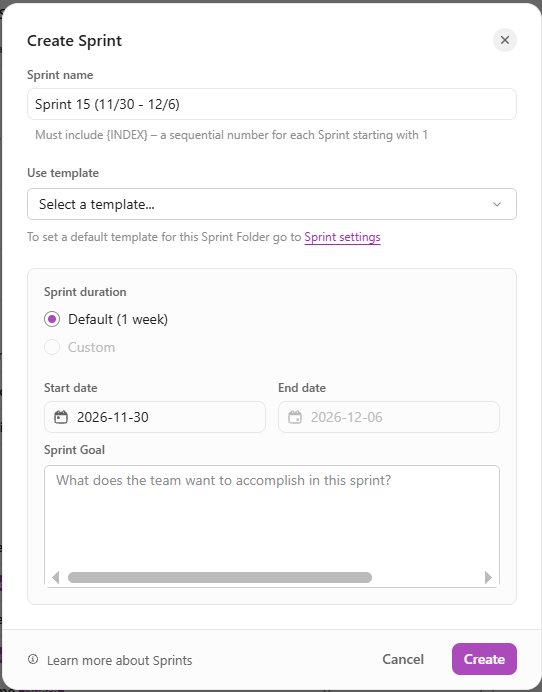 Create Sprint
Sprint name
Sprint 15 (11/30 - 12/6)
Must include {INDEX} – a sequential number for each Sprint starting with 1
Use template
Select a template...
To set a default template for this Sprint Folder go to Sprint settings
Sprint duration
Default (1 week)
Custom
Start date
End date
2026-11-30
2026-12-06
Sprint Goal
What does the team want to accomplish in this sprint?
Learn more about Sprints
Cancel
Create